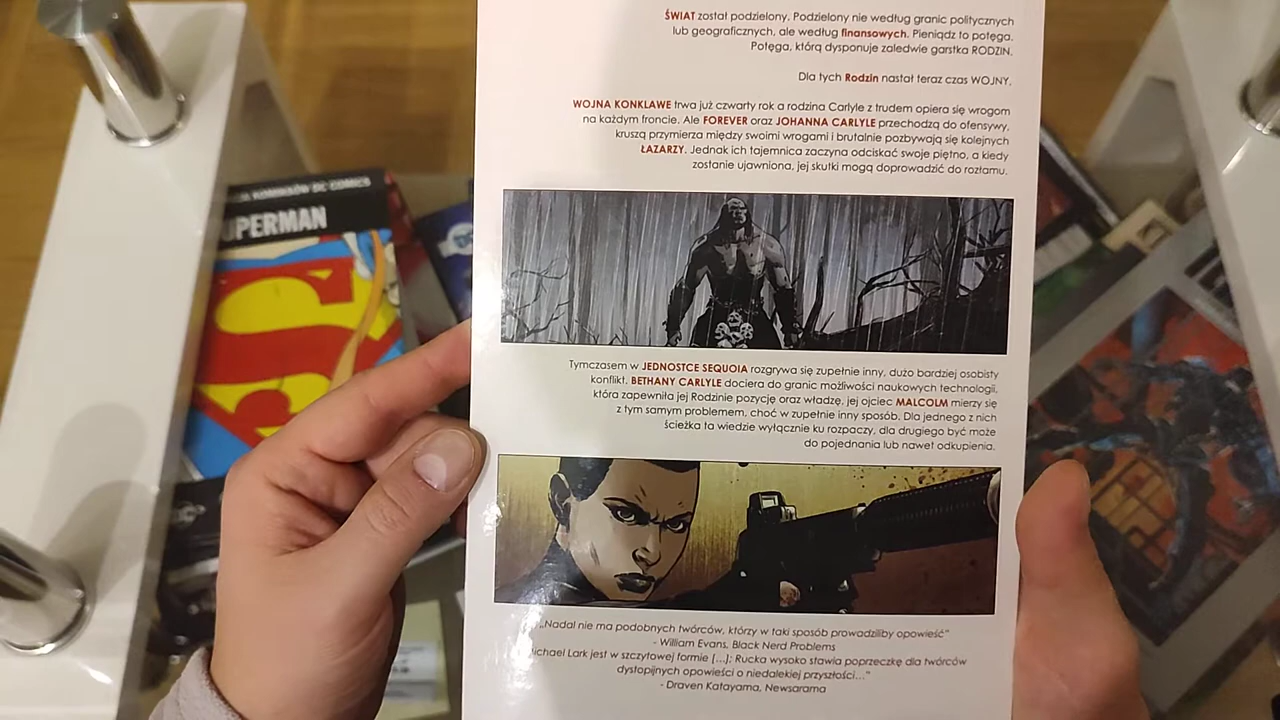 ŚWIAT został podzielony. Podzielony nie według granic politycznych
lub geograficznych, ale według finansowych. Pieniądz to potęga.
Potęga, którą dysponuje zaledwie garstka RODZIN.
Dla tych Rodzin nastał teraz czas WOJNY.
WOJNA KONKLAWE trwa już czwarty rok a rodzina Carlyle z trudem opiera się wrogom
na każdym froncie. Ale FOREVER oraz JOHANNA CARLYLE przechodzą do ofensywy,
kruszą przymierza między swoimi wrogami i brutalnie pozbywają się kolejnych
ŁAZARZY. Jednak ich tajemnica zaczyna odciskać swoje piętno, a kiedy
zostanie ujawniona, jej skutki mogą doprowadzić do rozłamu.
KOMIKSÓW DC COMICS
UPERMAN
Tymczasem w JEDNOSTCE SEQUOIA rozgrywa się zupełnie inny, dużo bardziej osobisty
konflikt. BETHANY CARLYLE dociera do granic możliwości naukowych technologii,
która zapewniła jej Rodzinie pozycję oraz władzę, jej ojciec MALCOLM mierzy się
z tym samym problemem, choć w zupełnie inny sposób. Dla jednego z nich
ścieżka ta wiedzie wyłącznie ku rozpaczy, dla drugiego być może
do pojednania lub nawet odkupienia.
„Nadal nie ma podobnych twórców, którzy w taki sposób prowadziliby opowieść”
- William Evans, Black Nerd Problems
ichael Lark jest w szczytowej formie [...]; Rucka wysoko stawia poprzeczkę dla twórców
dystopijnych opowieści o niedalekiej przyszłości...”
- Draven Katayama, Newsarama